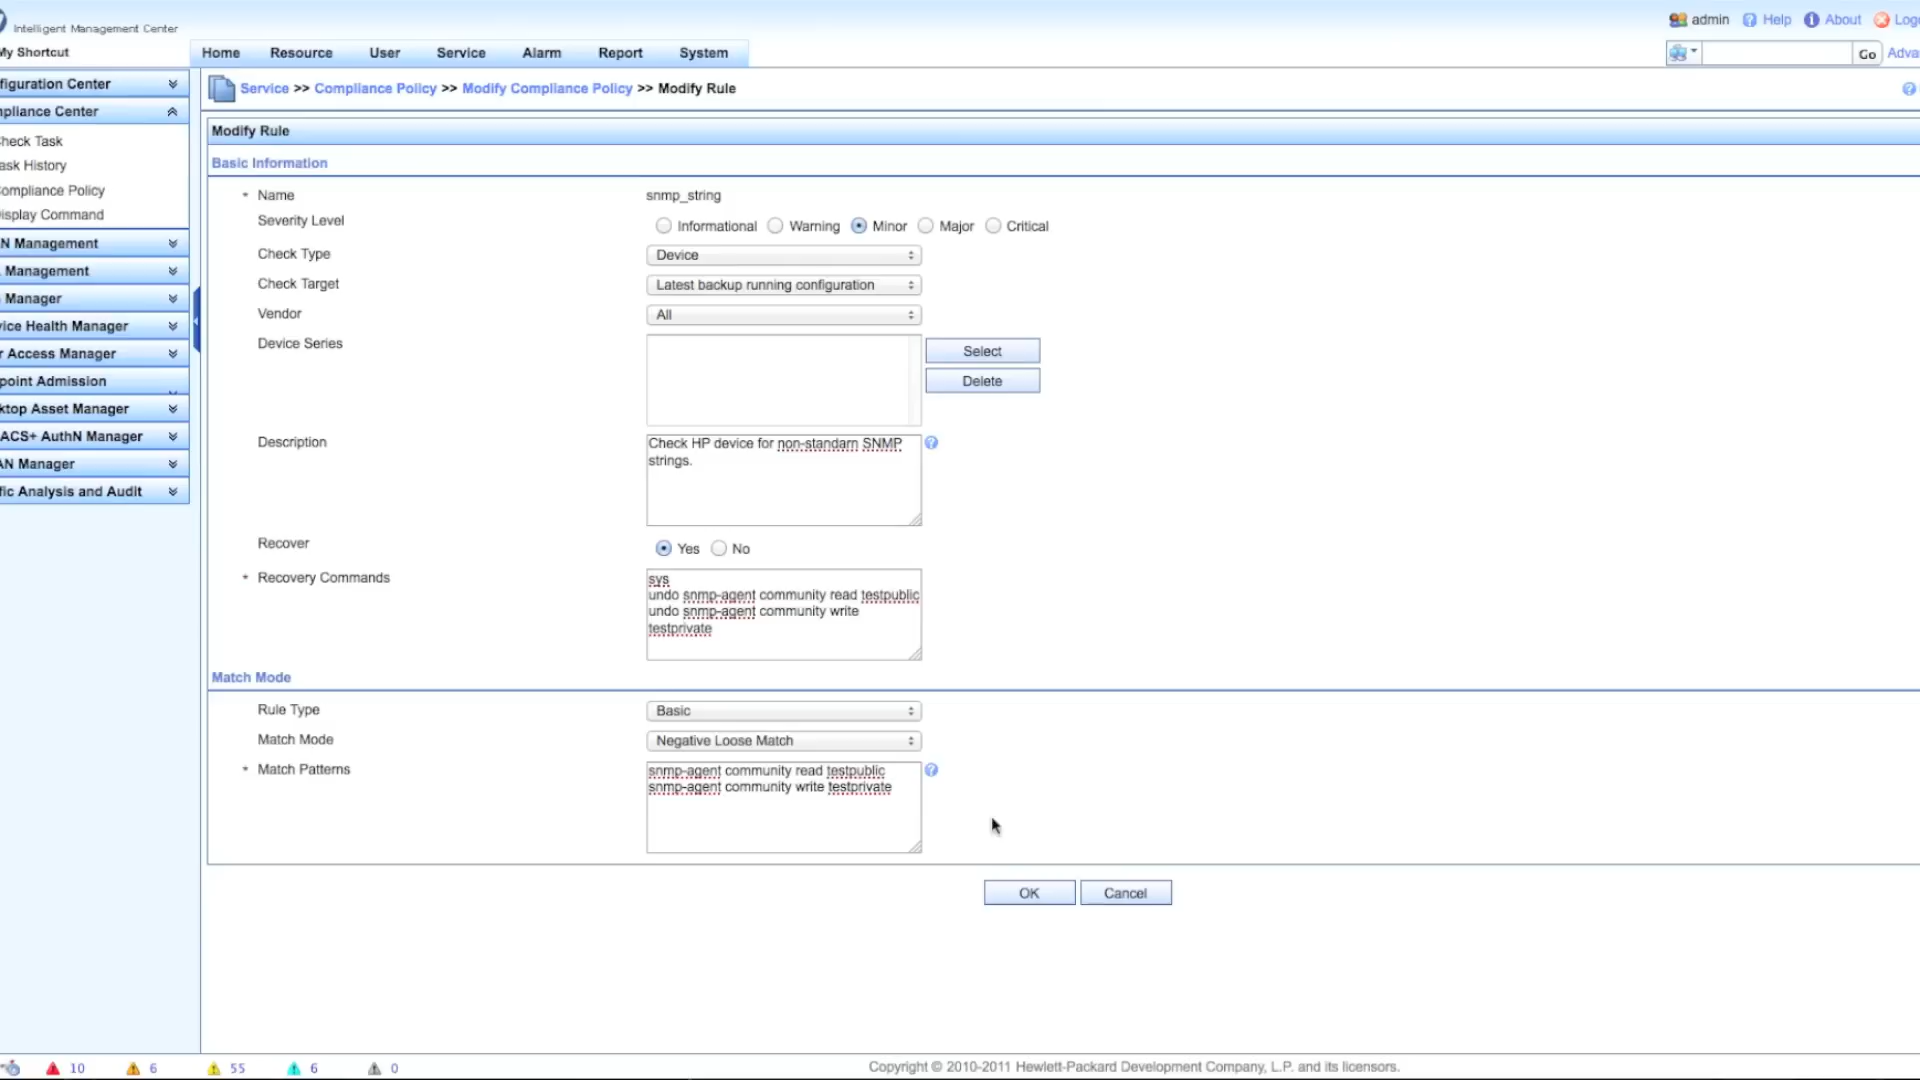 Intelligent Management Center
admin Help About Logo
My Shortcut
Home Resource User Service Alarm Report System
Go Adva
figuration Center
mpliance Center
heck Task
ask History
ompliance Policy
isplay Command
N Management
. Management
Manager
vice Health Manager
r Access Manager
point Admission
ktop Asset Manager
ACS+ AuthN Manager
AN Manager
fic Analysis and Audit
Service >> Compliance Policy >> Modify Compliance Policy >> Modify Rule
Modify Rule
Basic Information
* Name snmp_string
Severity Level Informational Warning Minor Major Critical
Check Type Device
Check Target Latest backup running configuration
Vendor All
Device Series Select
Delete
Description Check HP device for non-standarn SNMP
strings.
Recover Yes No
* Recovery Commands sys
undo snmp-agent community read testpublic
undo snmp-agent community write
testprivate
Match Mode
Rule Type Basic
Match Mode Negative Loose Match
* Match Patterns snmp-agent community read testpublic
snmp-agent community write testprivate
OK Cancel
10 6 55 6 0
Copyright © 2010-2011 Hewlett-Packard Development Company, L.P. and its licensors.